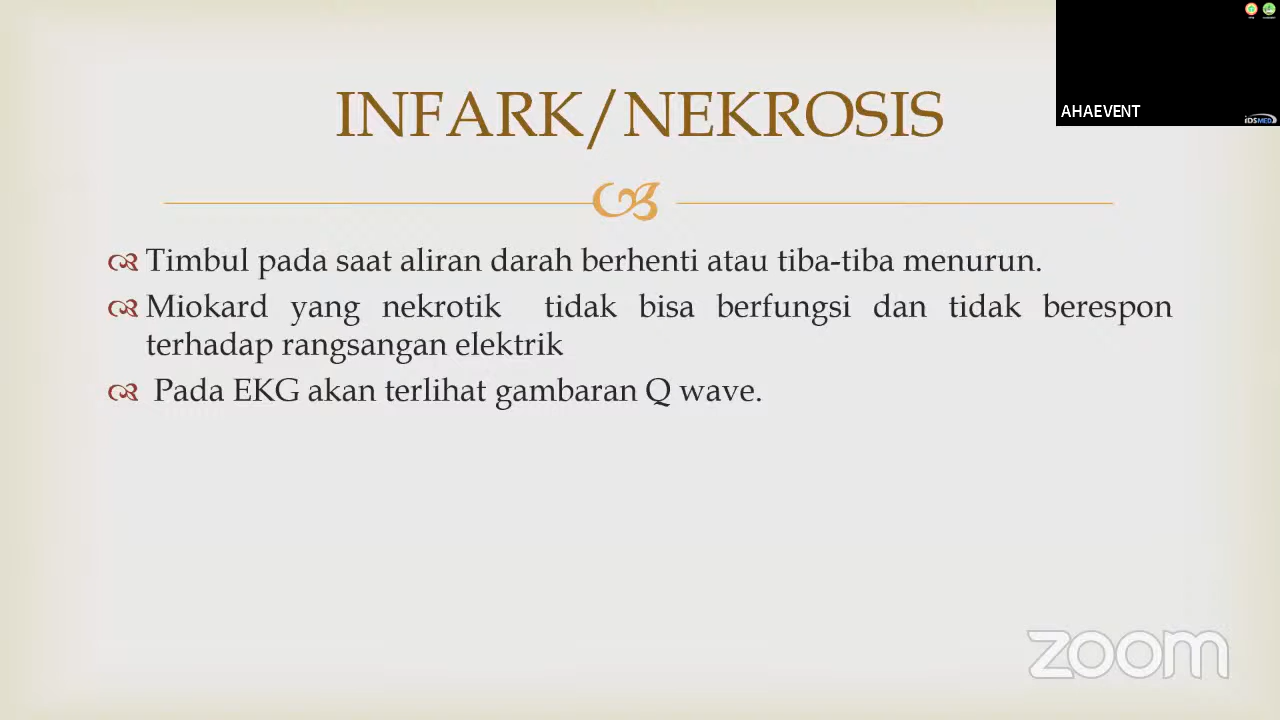 AHAEVENT
iDSMED
INFARK/NEKROSIS
Timbul pada saat aliran darah berhenti atau tiba-tiba menurun.
Miokard yang nekrotik tidak bisa berfungsi dan tidak berespon
terhadap rangsangan elektrik
Pada EKG akan terlihat gambaran Q wave.
zoom